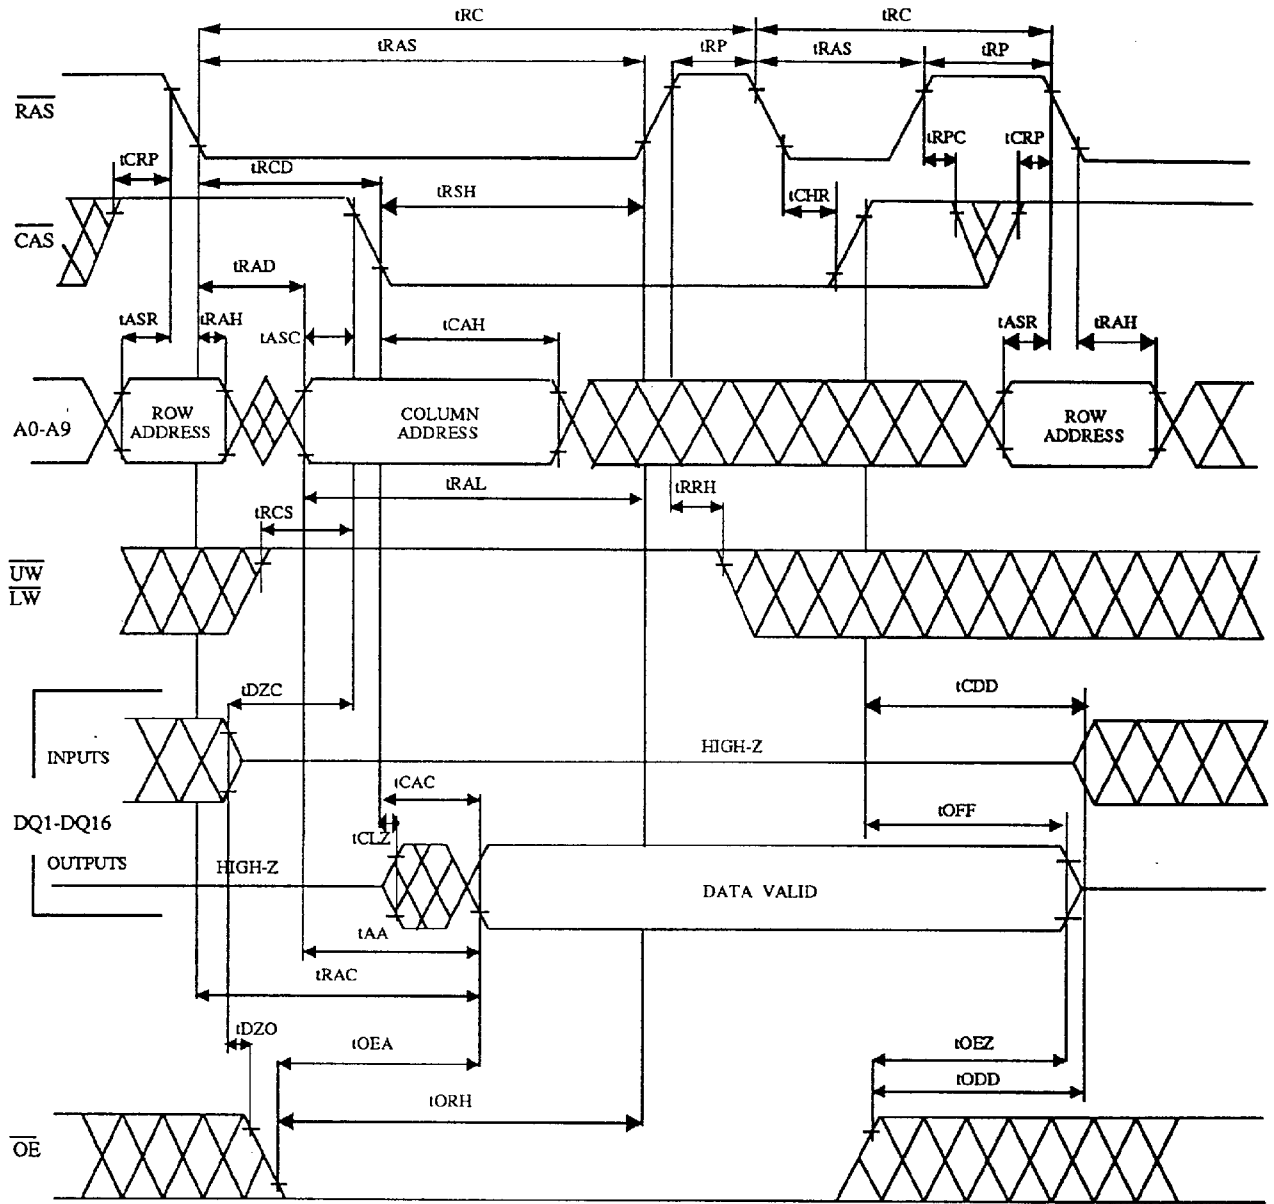 tRC tRC
tRAS tRP tRAS tRP
RAS
tCRP tRCD tRSH tCHR tRPC tCRP
CAS
tRAD
tASR tRAH tASC tCAH tASR tRAH
A0-A9
ROW
ADDRESS
COLUMN
ADDRESS
ROW
ADDRESS
tRAL tRRH
tRCS
UW
LW
tDZC tCDD
INPUTS
HIGH-Z
tCAC
DQ1-DQ16
tOFF
tCLZ
OUTPUTS
HIGH-Z
DATA VALID
tAA
tRAC
tDZO
tOEA tOEZ
tODD
tORH
OE